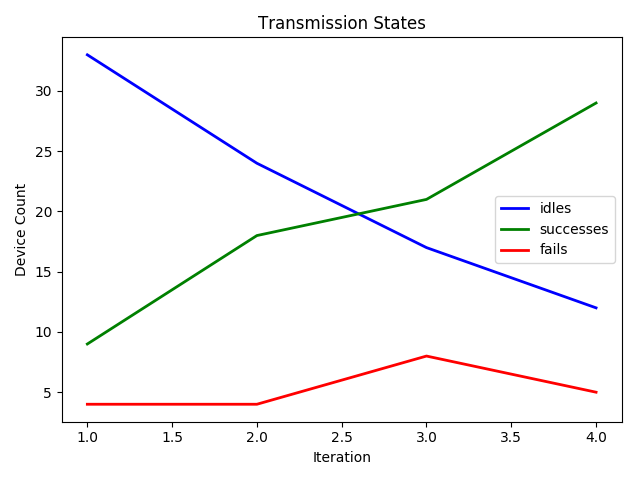 Transmission States
Device Count
30
25
20
15
10
5
idles
successes
fails
1.0 1.5 2.0 2.5 3.0 3.5 4.0
Iteration